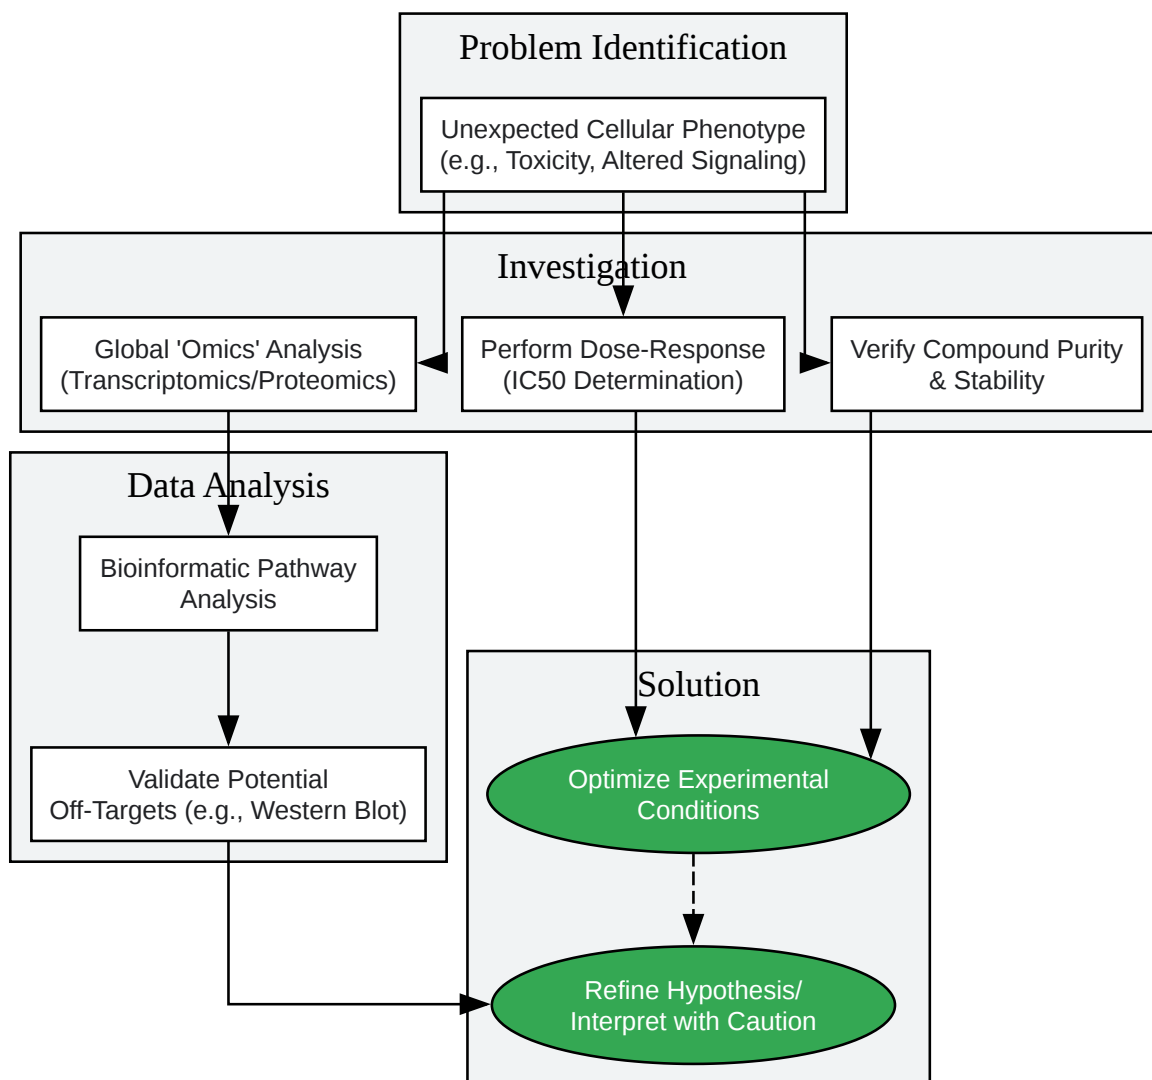 Problem Identification
Unexpected Cellular Phenotype
(e.g., Toxicity, Altered Signaling)
Investigation
Global 'Omics' Analysis
(Transcriptomics/Proteomics)
Perform Dose-Response
(IC50 Determination)
Verify Compound Purity
& Stability
Data Analysis
Bioinformatic Pathway
Analysis
Validate Potential
Off-Targets (e.g., Western Blot)
Solution
Optimize Experimental
Conditions
Refine Hypothesis/
Interpret with Caution